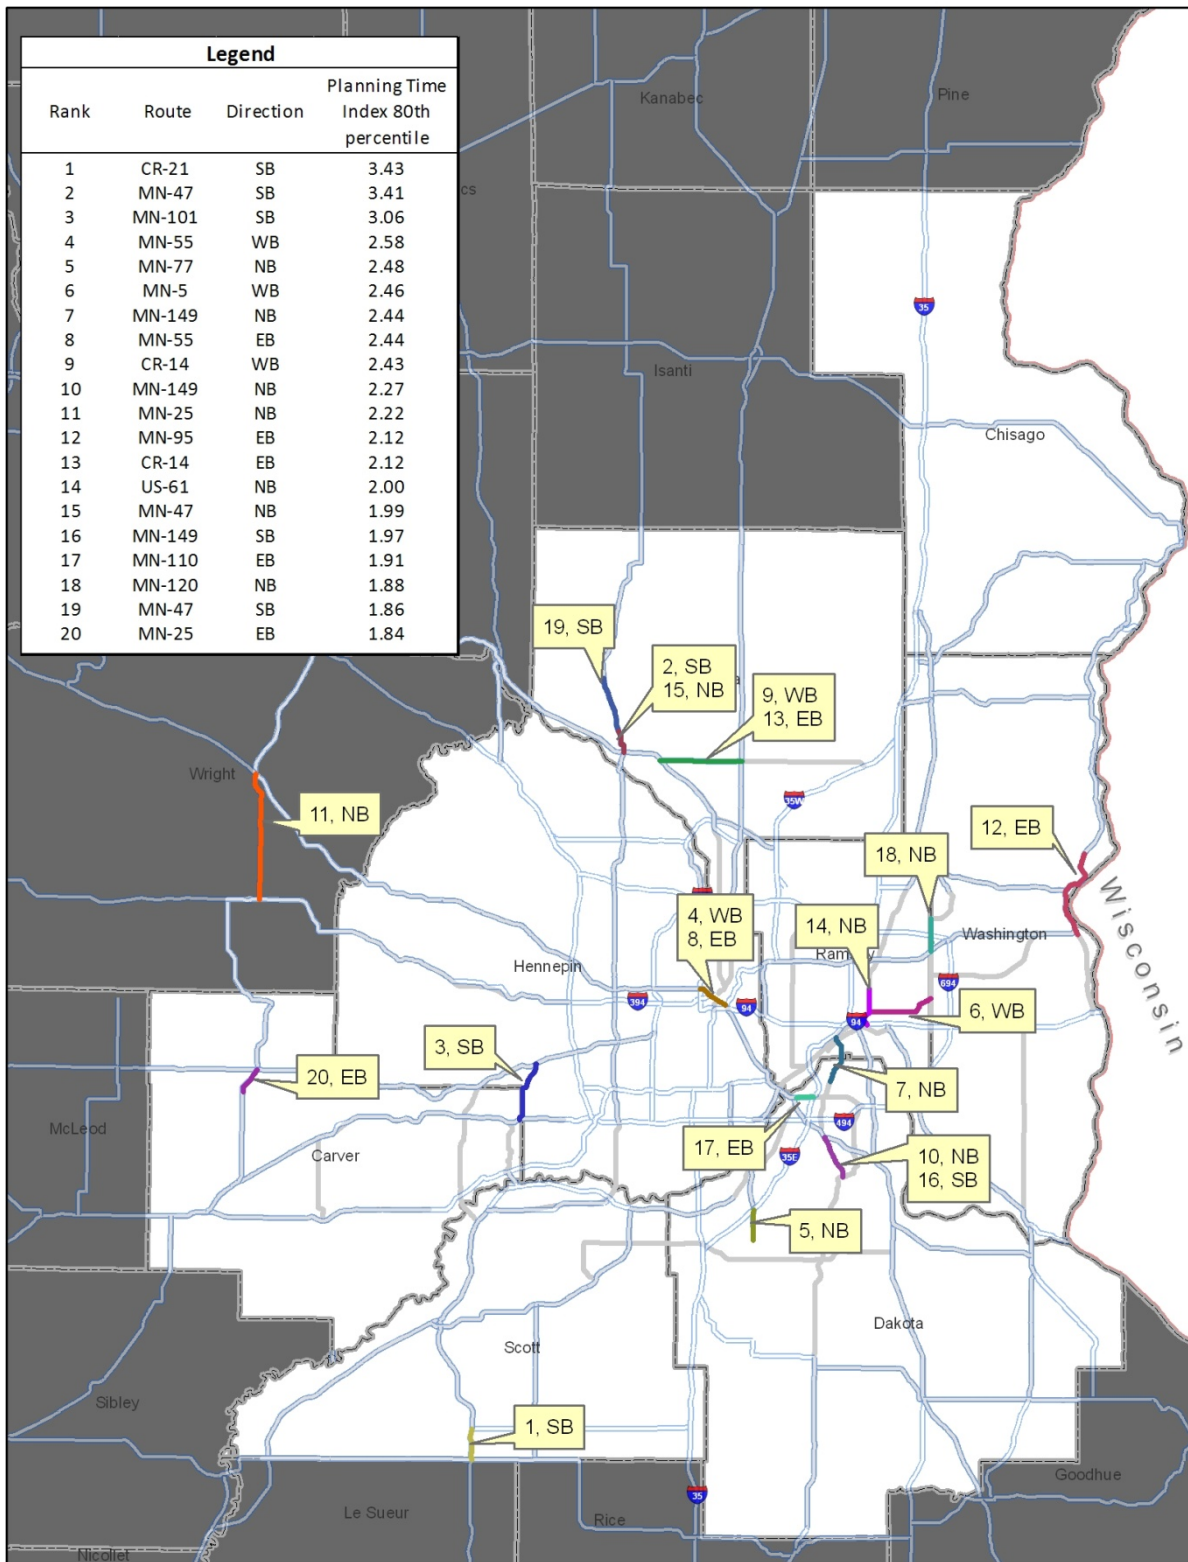 Legend
Rank Route Direction Planning Time Index 80th percentile
1 CR-21 SB 3.43
2 MN-47 SB 3.41
3 MN-101 SB 3.06
4 MN-55 WB 2.58
5 MN-77 NB 2.48
6 MN-5 WB 2.46
7 MN-149 NB 2.44
8 MN-55 EB 2.44
9 CR-14 WB 2.43
10 MN-149 NB 2.27
11 MN-25 NB 2.22
12 MN-95 EB 2.12
13 CR-14 EB 2.12
14 US-61 NB 2.00
15 MN-47 NB 1.99
16 MN-149 SB 1.97
17 MN-110 EB 1.91
18 MN-120 NB 1.88
19 MN-47 SB 1.86
20 MN-25 EB 1.84
Kanabec
Pine
cs
35
Isanti
Chisago
19, SB
2, SB
15, NB
a
9, WB
13, EB
Wright
11, NB
35W
12, EB
18, NB
Wisconsin
4, WB
8, EB
14, NB
Washington
Hennepin
394
94
694
94
6, WB
3, SB
20, EB
7, NB
McLeod
Carver
494
17, EB
35E
10, NB
16, SB
5, NB
Dakota
Scott
Sibley
1, SB
Goodhue
35
Le Sueur
Rice
Nicollet